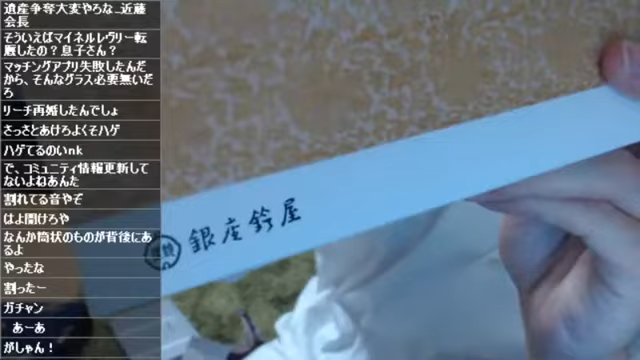 遺産争奪大変やろな…近藤
会長
そういえばマイネルレヴリー転
厩したの？息子さん？
マッチングアプリ失敗したんだ
から、そんなグラス必要無いだ
ろ
リーチ再婚したんでしょ
さっさとあけろよくそハゲ
ハゲてるのいnk
で、コミュニティ情報更新して
ないよねあんた
割れてる音やぞ
はよ開けろや
なんか筒状のものが背後にあ
るよ
やったな
割ったー
ガチャン
あーあ
がしゃん！
銀座鈴屋